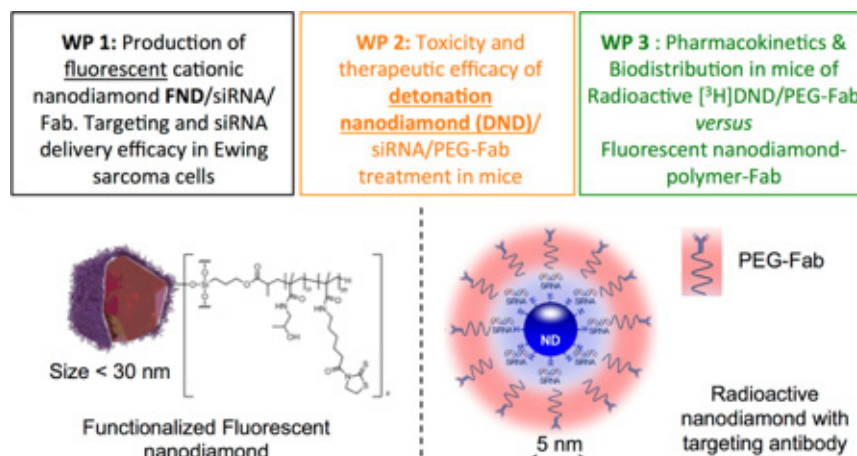 WP 1: Production of
fluorescent cationic
nanodiamond FND/siRNA/
Fab. Targeting and siRNA
delivery efficacy in Ewing
sarcoma cells
WP 2: Toxicity and
therapeutic efficacy of
detonation
nanodiamond (DND)/
siRNA/PEG-Fab
treatment in mice
WP 3 : Pharmacokinetics &
Biodistribution in mice of
Radioactive [³H]DND/PEG-Fab
versus
Fluorescent nanodiamond-
polymer-Fab
Size < 30 nm
Functionalized Fluorescent
nanodiamond
ND
5 nm
PEG-Fab
Radioactive
nanodiamond with
targeting antibody